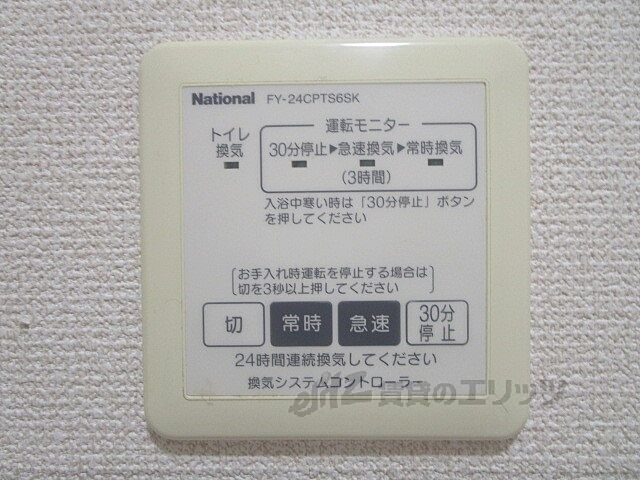 National FY-24CPTS6SK
運転モニター
トイレ
換気
30分停止▶急速換気▶常時換気
(3時間)
入浴中寒い時は「30分停止」ボタン
を押してください
お手入れ時運転を停止する場合は
切を3秒以上押してください
切 常時 急速 30分
停止
24時間連続換気してください
換気システムコントローラー
eliz 賃貸のエリッツ